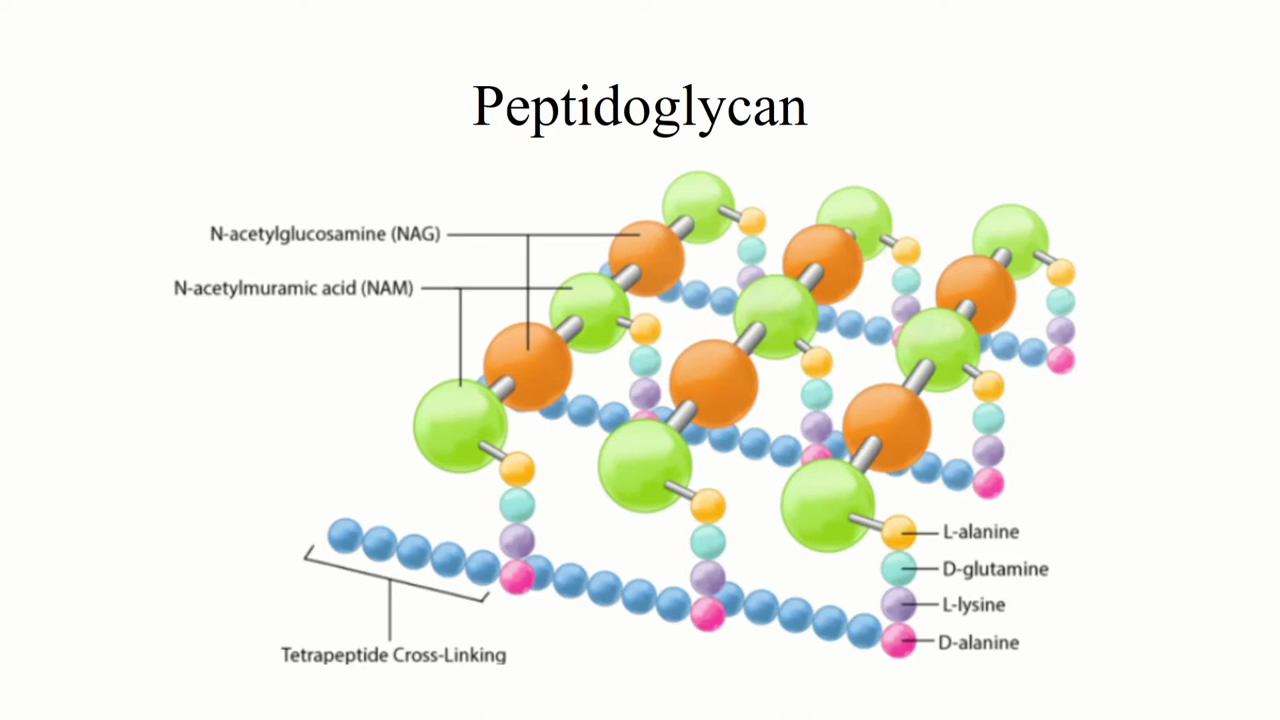 Peptidoglycan
N-acetylglucosamine (NAG)
N-acetylmuramic acid (NAM)
L-alanine
D-glutamine
L-lysine
D-alanine
Tetrapeptide Cross-Linking